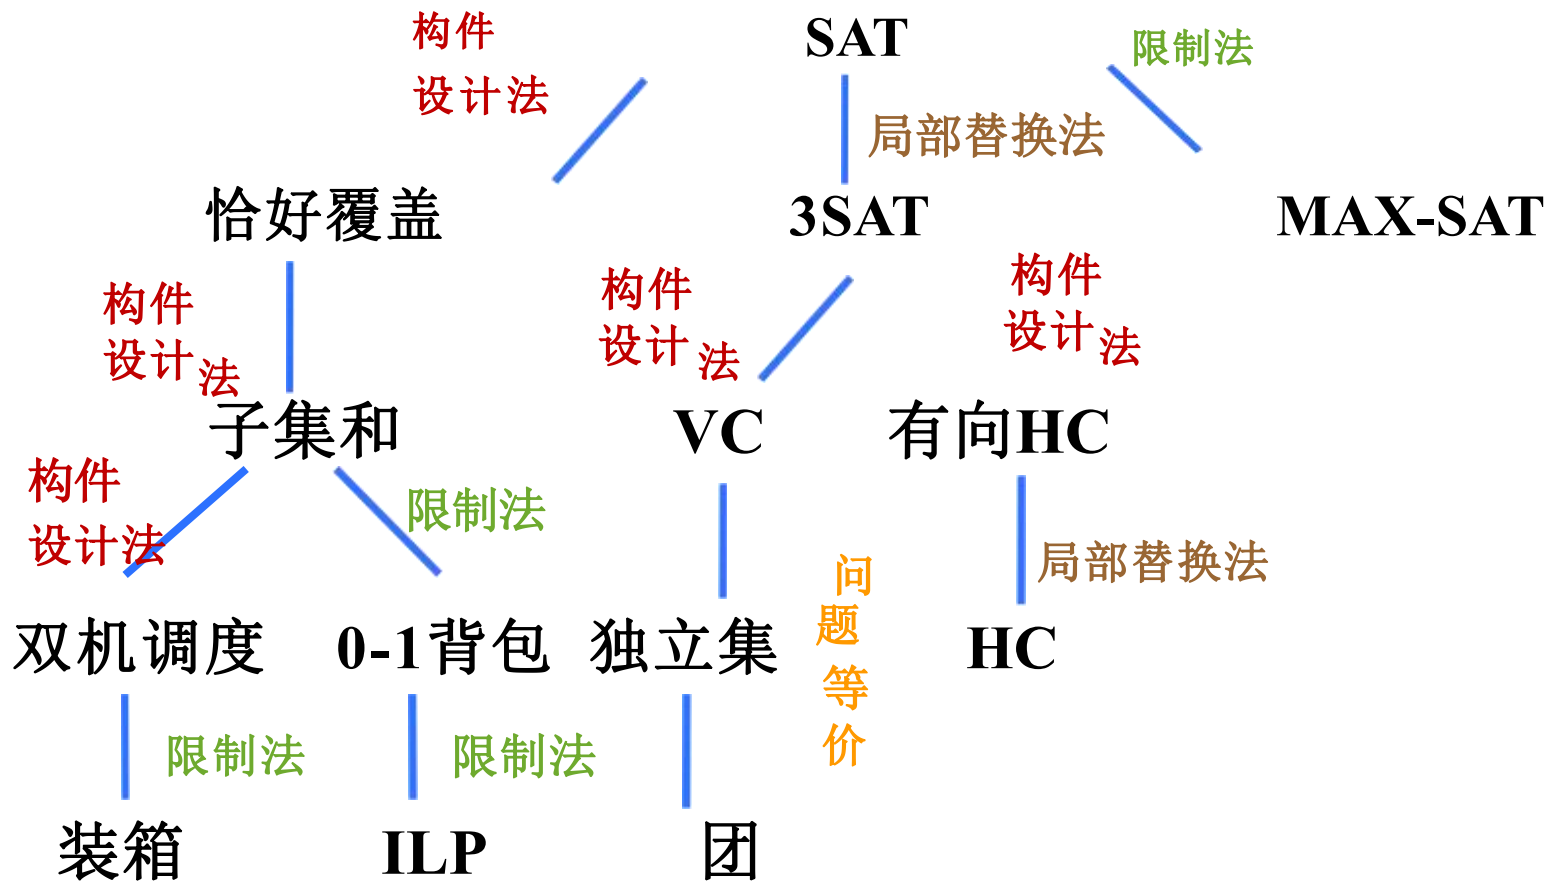 构件
设计法
SAT
限制法
局部替换法
恰好覆盖
3SAT
MAX-SAT
构件
设计法
构件
设计法
构件
设计法
子集和
VC
有向HC
构件
设计法
限制法
局部替换法
问
题
等
价
双机调度
0-1背包
独立集
HC
限制法
限制法
装箱
ILP
团